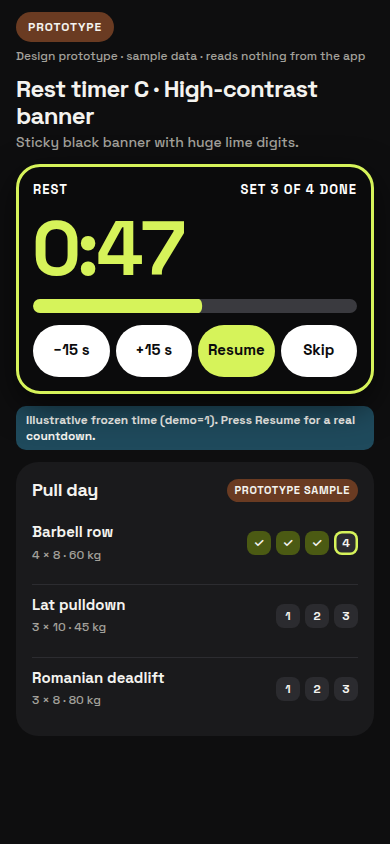 PROTOTYPE
Design prototype · sample data · reads nothing from the app
Rest timer C · High-contrast
banner
Sticky black banner with huge lime digits.
REST
SET 3 OF 4 DONE
0:47
−15 s
+15 s
Resume
Skip
Illustrative frozen time (demo=1). Press Resume for a real
countdown.
Pull day
PROTOTYPE SAMPLE
Barbell row
4 × 8 · 60 kg
✓ ✓ ✓ 4
Lat pulldown
3 × 10 · 45 kg
1 2 3
Romanian deadlift
3 × 8 · 80 kg
1 2 3